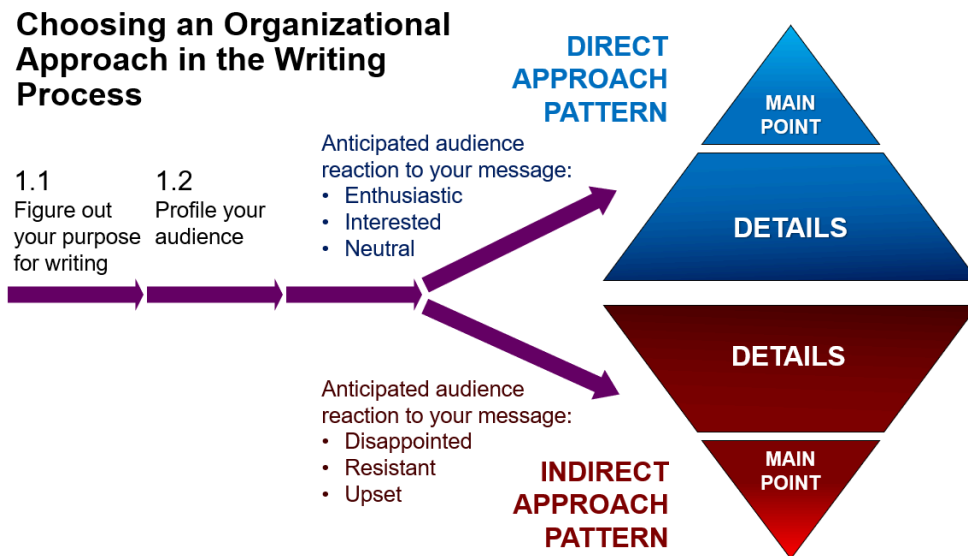 Choosing an Organizational
Approach in the Writing
Process
1.1
Figure out
your purpose
for writing
1.2
Profile your
audience
Anticipated audience
reaction to your message:
• Enthusiastic
• Interested
• Neutral
DIRECT
APPROACH
PATTERN
MAIN
POINT
DETAILS
Anticipated audience
reaction to your message:
• Disappointed
• Resistant
• Upset
INDIRECT
APPROACH
PATTERN
DETAILS
MAIN
POINT